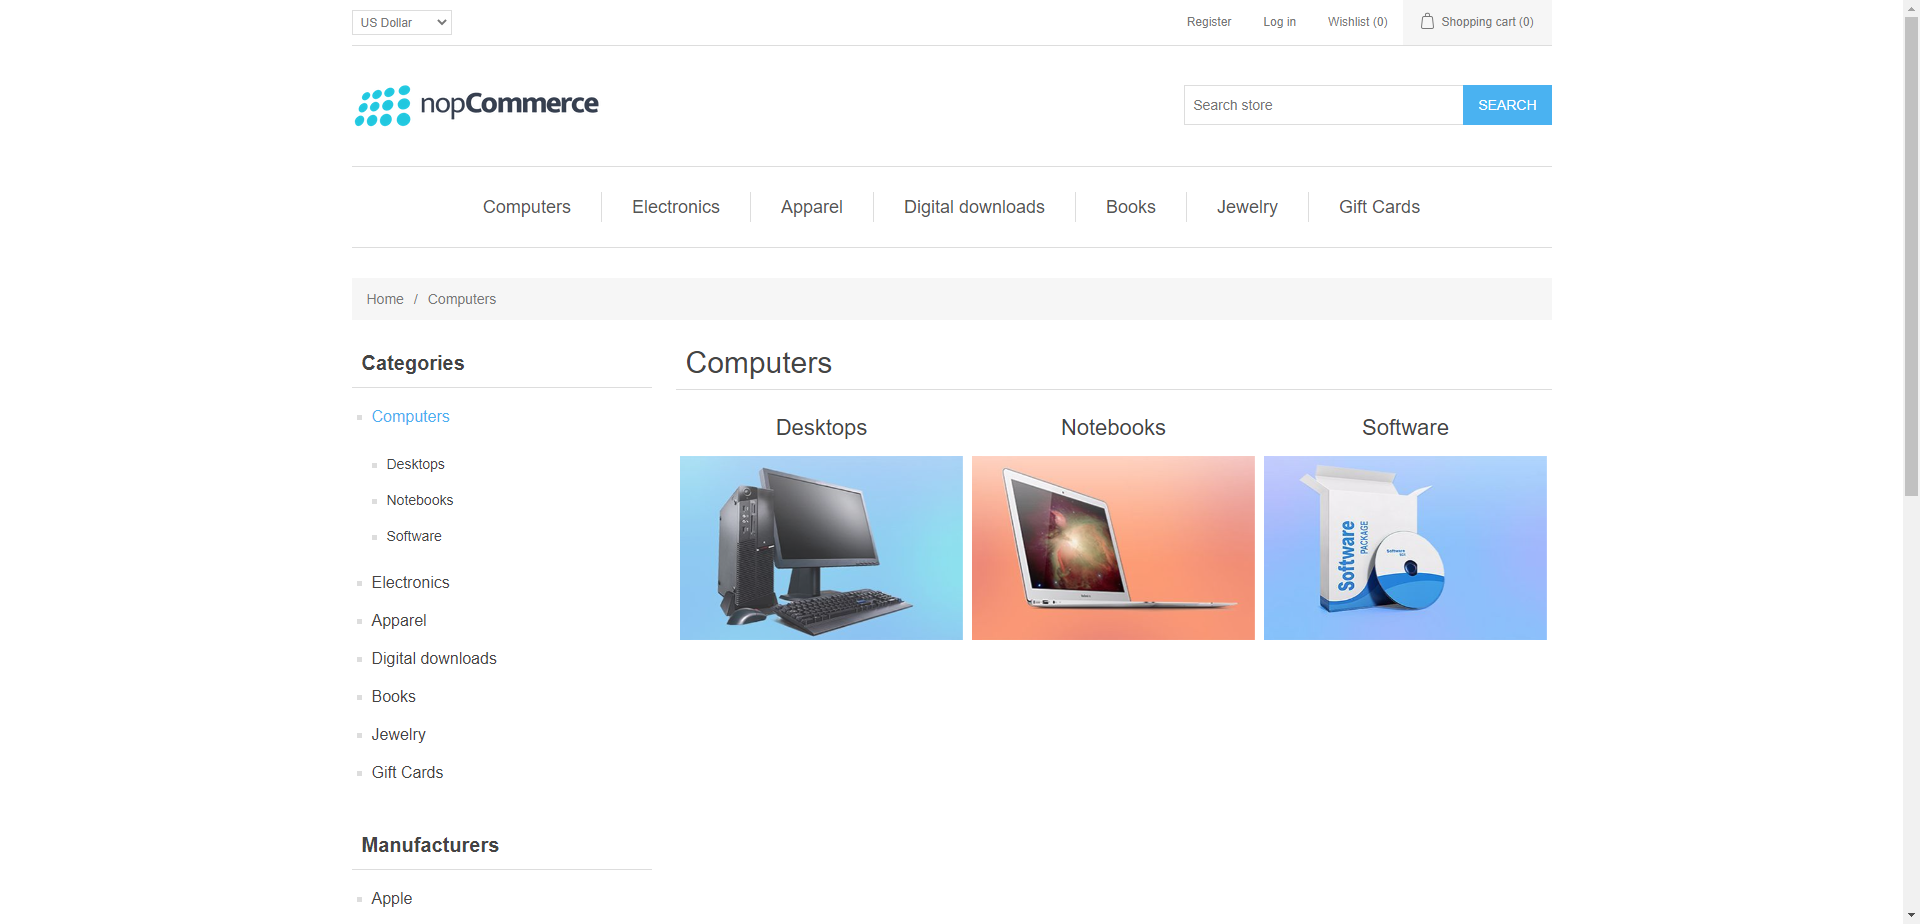 US Dollar
Register
Log in
Wishlist (0)
Shopping cart (0)
nopCommerce
Search store
SEARCH
Computers
Electronics
Apparel
Digital downloads
Books
Jewelry
Gift Cards
Home / Computers
Categories
Computers
Desktops
Notebooks
Software
Electronics
Apparel
Digital downloads
Books
Jewelry
Gift Cards
Manufacturers
Apple
Computers
Desktops
Notebooks
Software
Software
PACKAGE
Software